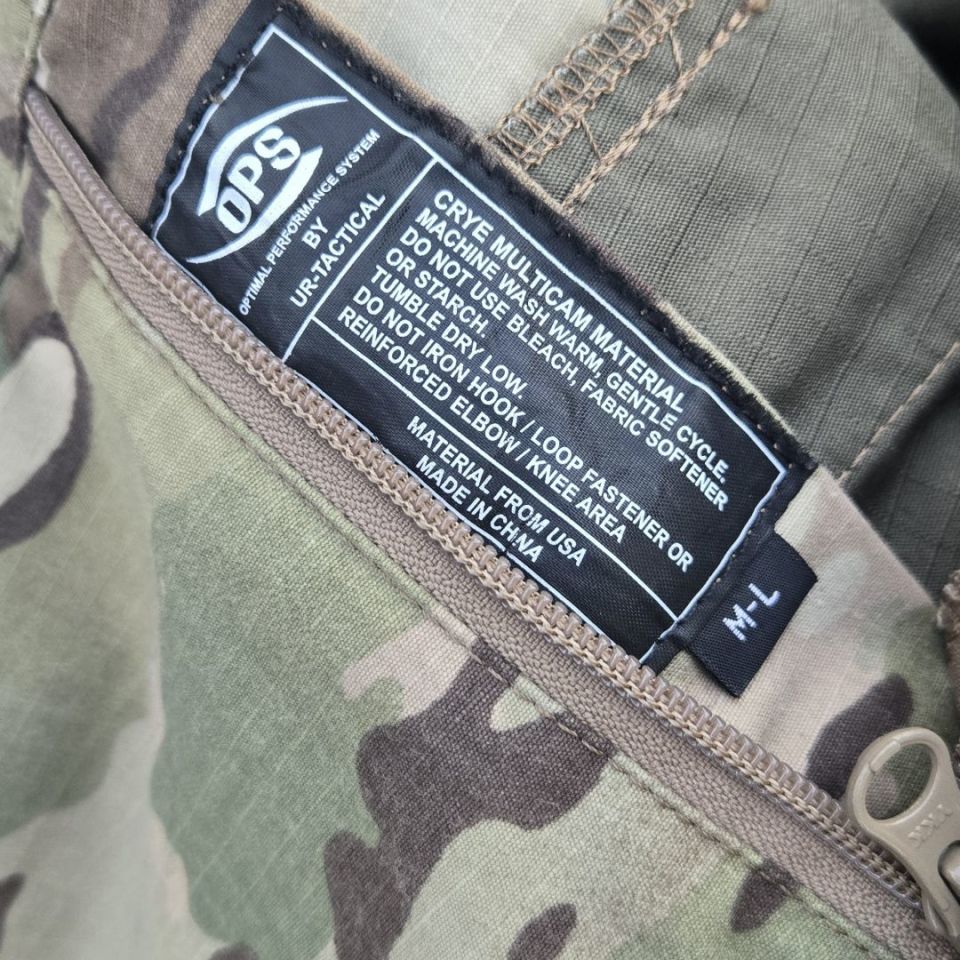 OPS
OPTIMAL PERFORMANCE SYSTEM
BY
UR-TACTICAL
CRYE MULTICAM MATERIAL
MACHINE WASH WARM, GENTLE CYCLE.
DO NOT USE BLEACH, FABRIC SOFTENER
OR STARCH.
TUMBLE DRY LOW.
DO NOT IRON HOOK / LOOP FASTENER OR
REINFORCED ELBOW / KNEE AREA
MATERIAL FROM USA
MADE IN CHINA
M-L
YKK